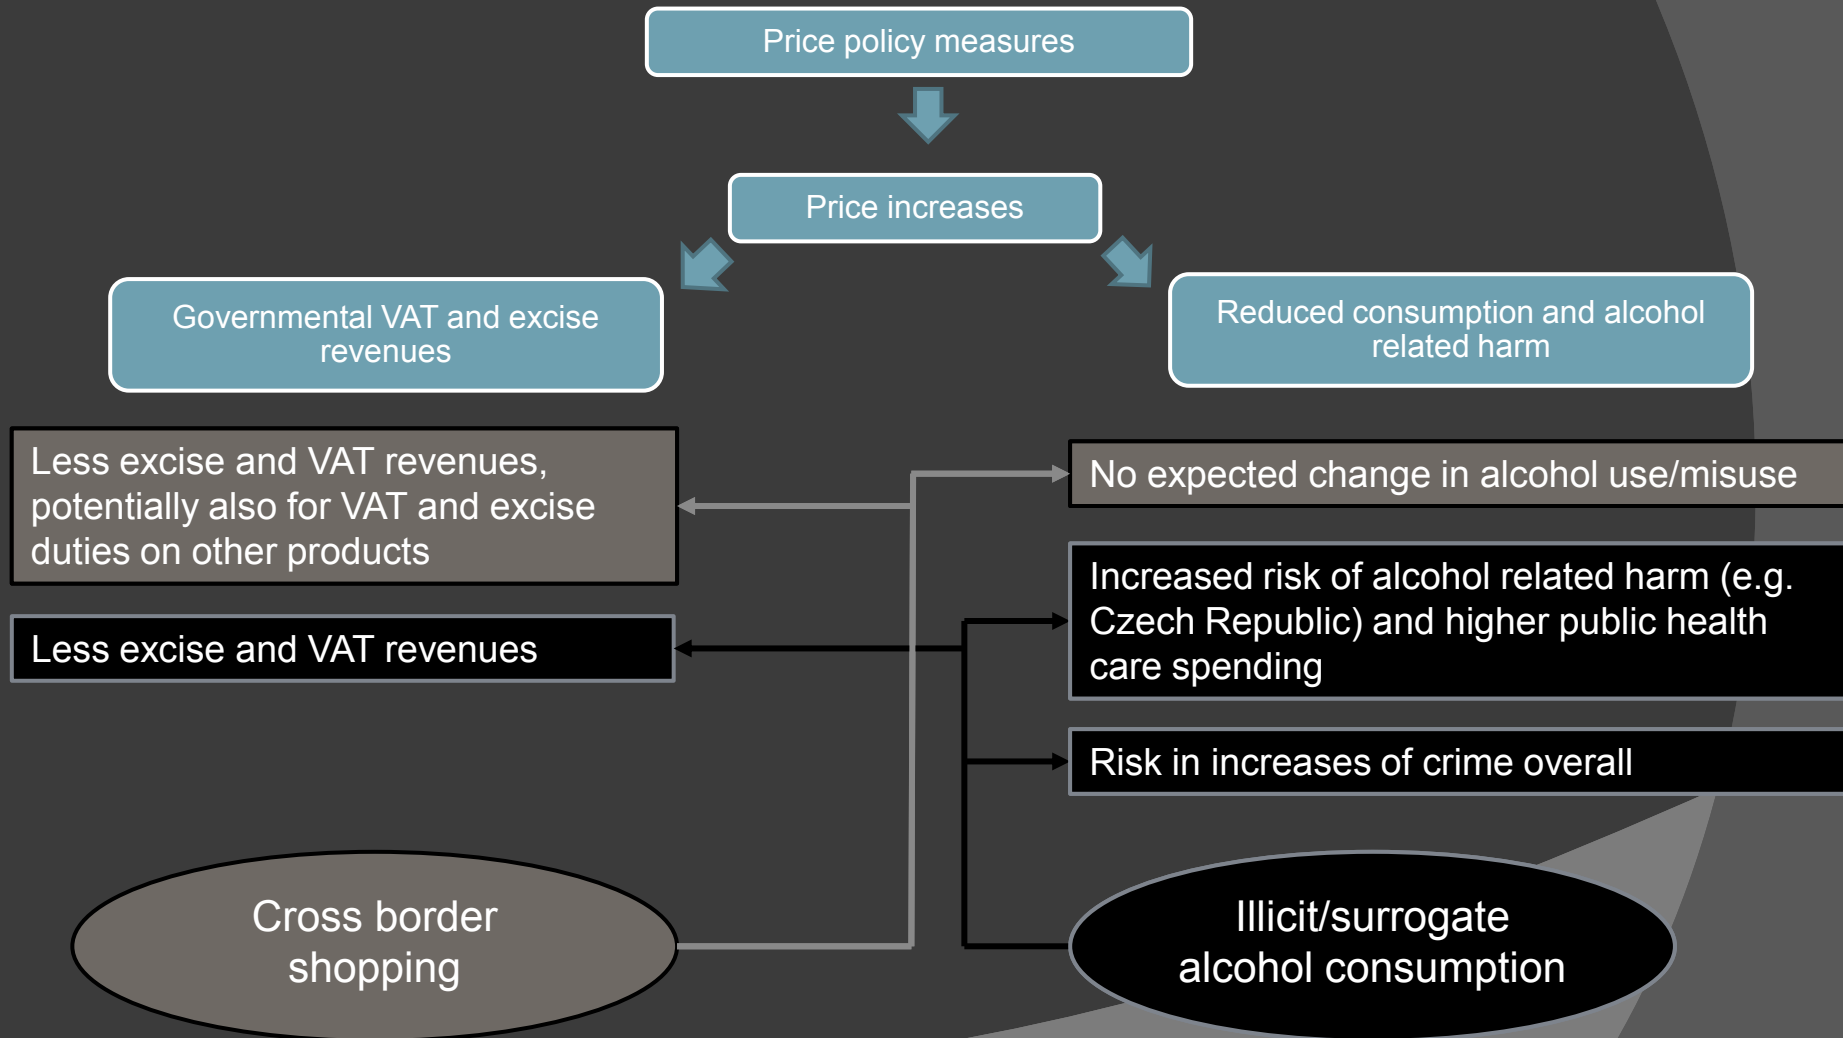 Price policy measures
Price increases
Governmental VAT and excise
revenues
Reduced consumption and alcohol
related harm
Less excise and VAT revenues,
potentially also for VAT and excise
duties on other products
No expected change in alcohol use/misuse
Increased risk of alcohol related harm (e.g.
Czech Republic) and higher public health
care spending
Less excise and VAT revenues
Risk in increases of crime overall
Cross border
shopping
Illicit/surrogate
alcohol consumption